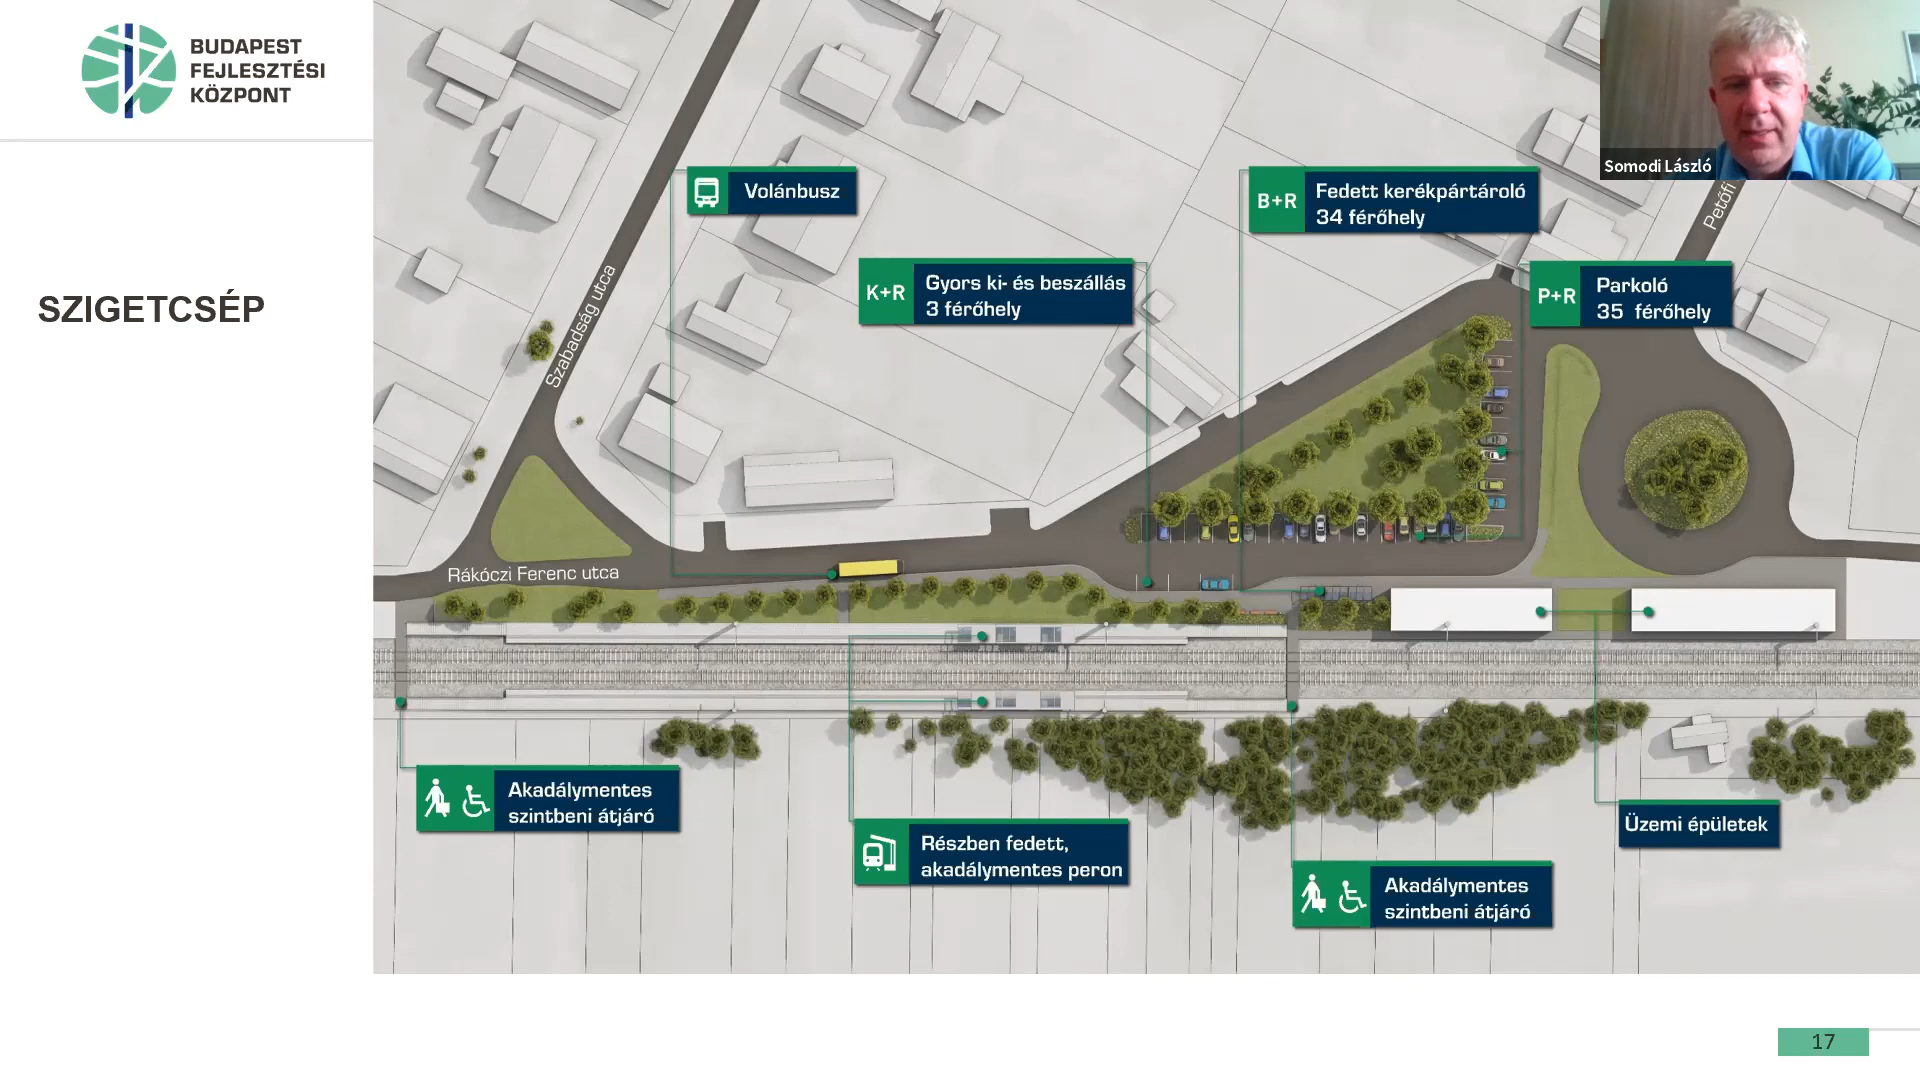 BUDAPEST
FEJLESZTÉSI
KÖZPONT
SZIGETCSÉP
Somodi László
Volánbusz
B+R
Fedett kerékpártároló
34 férőhely
Petőfi
K+R
Gyors ki- és beszállás
3 férőhely
P+R
Parkoló
35 férőhely
Szabadság utca
Rákóczi Ferenc utca
Akadálymentes
szintbeni átjáró
Részben fedett,
akadálymentes peron
Üzemi épületek
Akadálymentes
szintbeni átjáró
17